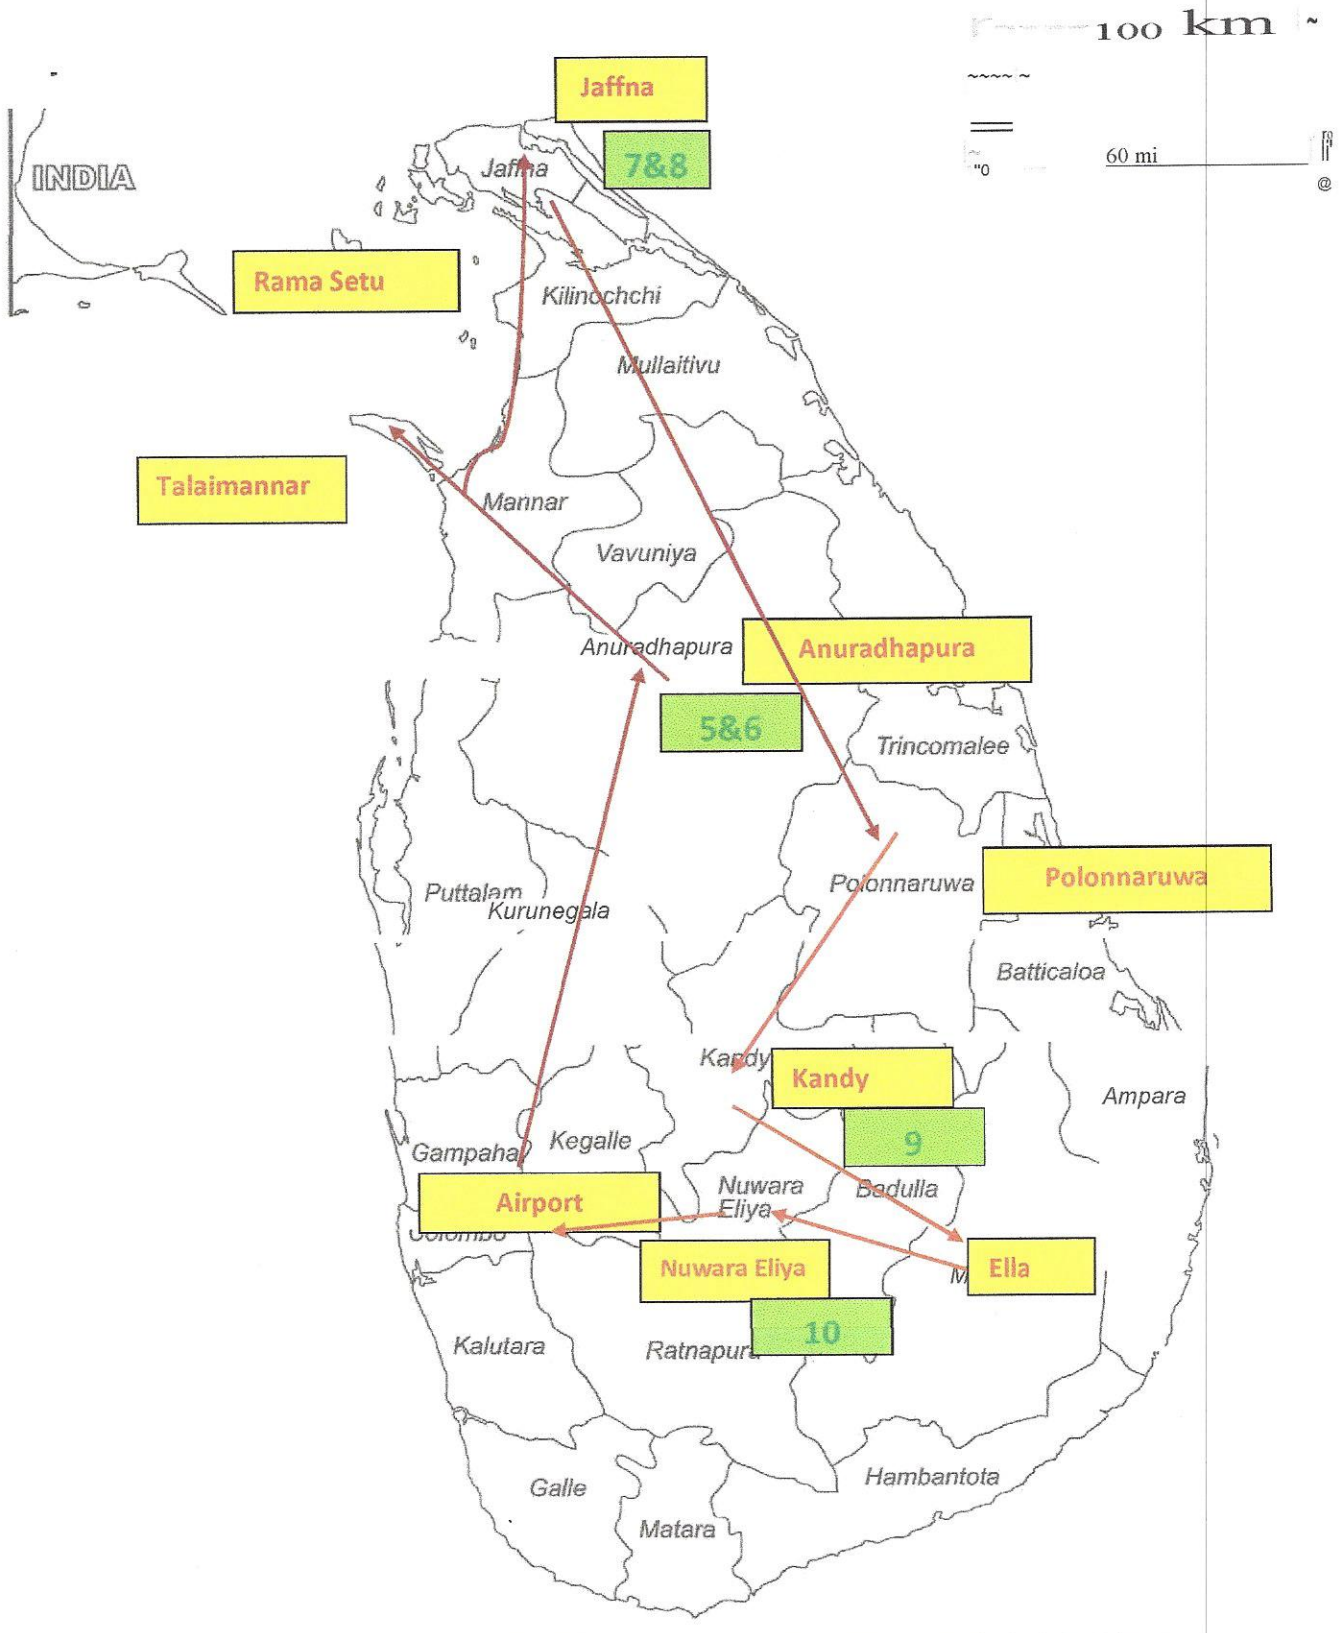 100 km
60 mi
"0
@
Jaffna
7&8
Jaffna
INDIA
Rama Setu
Kilinochchi
Mullaitivu
Talaimannar
Mannar
Vavuniya
Anuradhapura
Anuradhapura
5&6
Trincomalee
Polonnaruwa
Polonnaruwa
Puttalam
Kurunegala
Batticaloa
Kandy
Kandy
Ampara
9
Kegalle
Gampaha
Nuwara
Eliya
Badulla
Airport
Colombo
Nuwara Eliya
M
Ella
10
Kalutara
Ratnapura
Hambantota
Galle
Matara